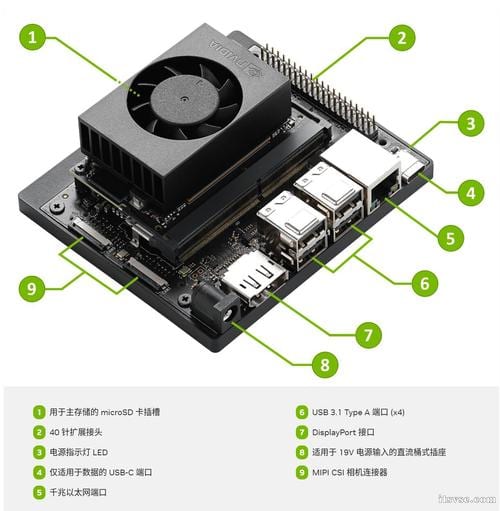 1
2
3
4
5
6
7
8
9
NVIDIA
1 用于主存储的 microSD 卡插槽
2 40 针扩展接头
3 电源指示灯 LED
4 仅适用于数据的 USB-C 端口
5 千兆以太网端口
6 USB 3.1 Type A 端口 (x4)
7 DisplayPort 接口
8 适用于 19V 电源输入的直流桶式插座
9 MIPI CSI 相机连接器
itsvse.com